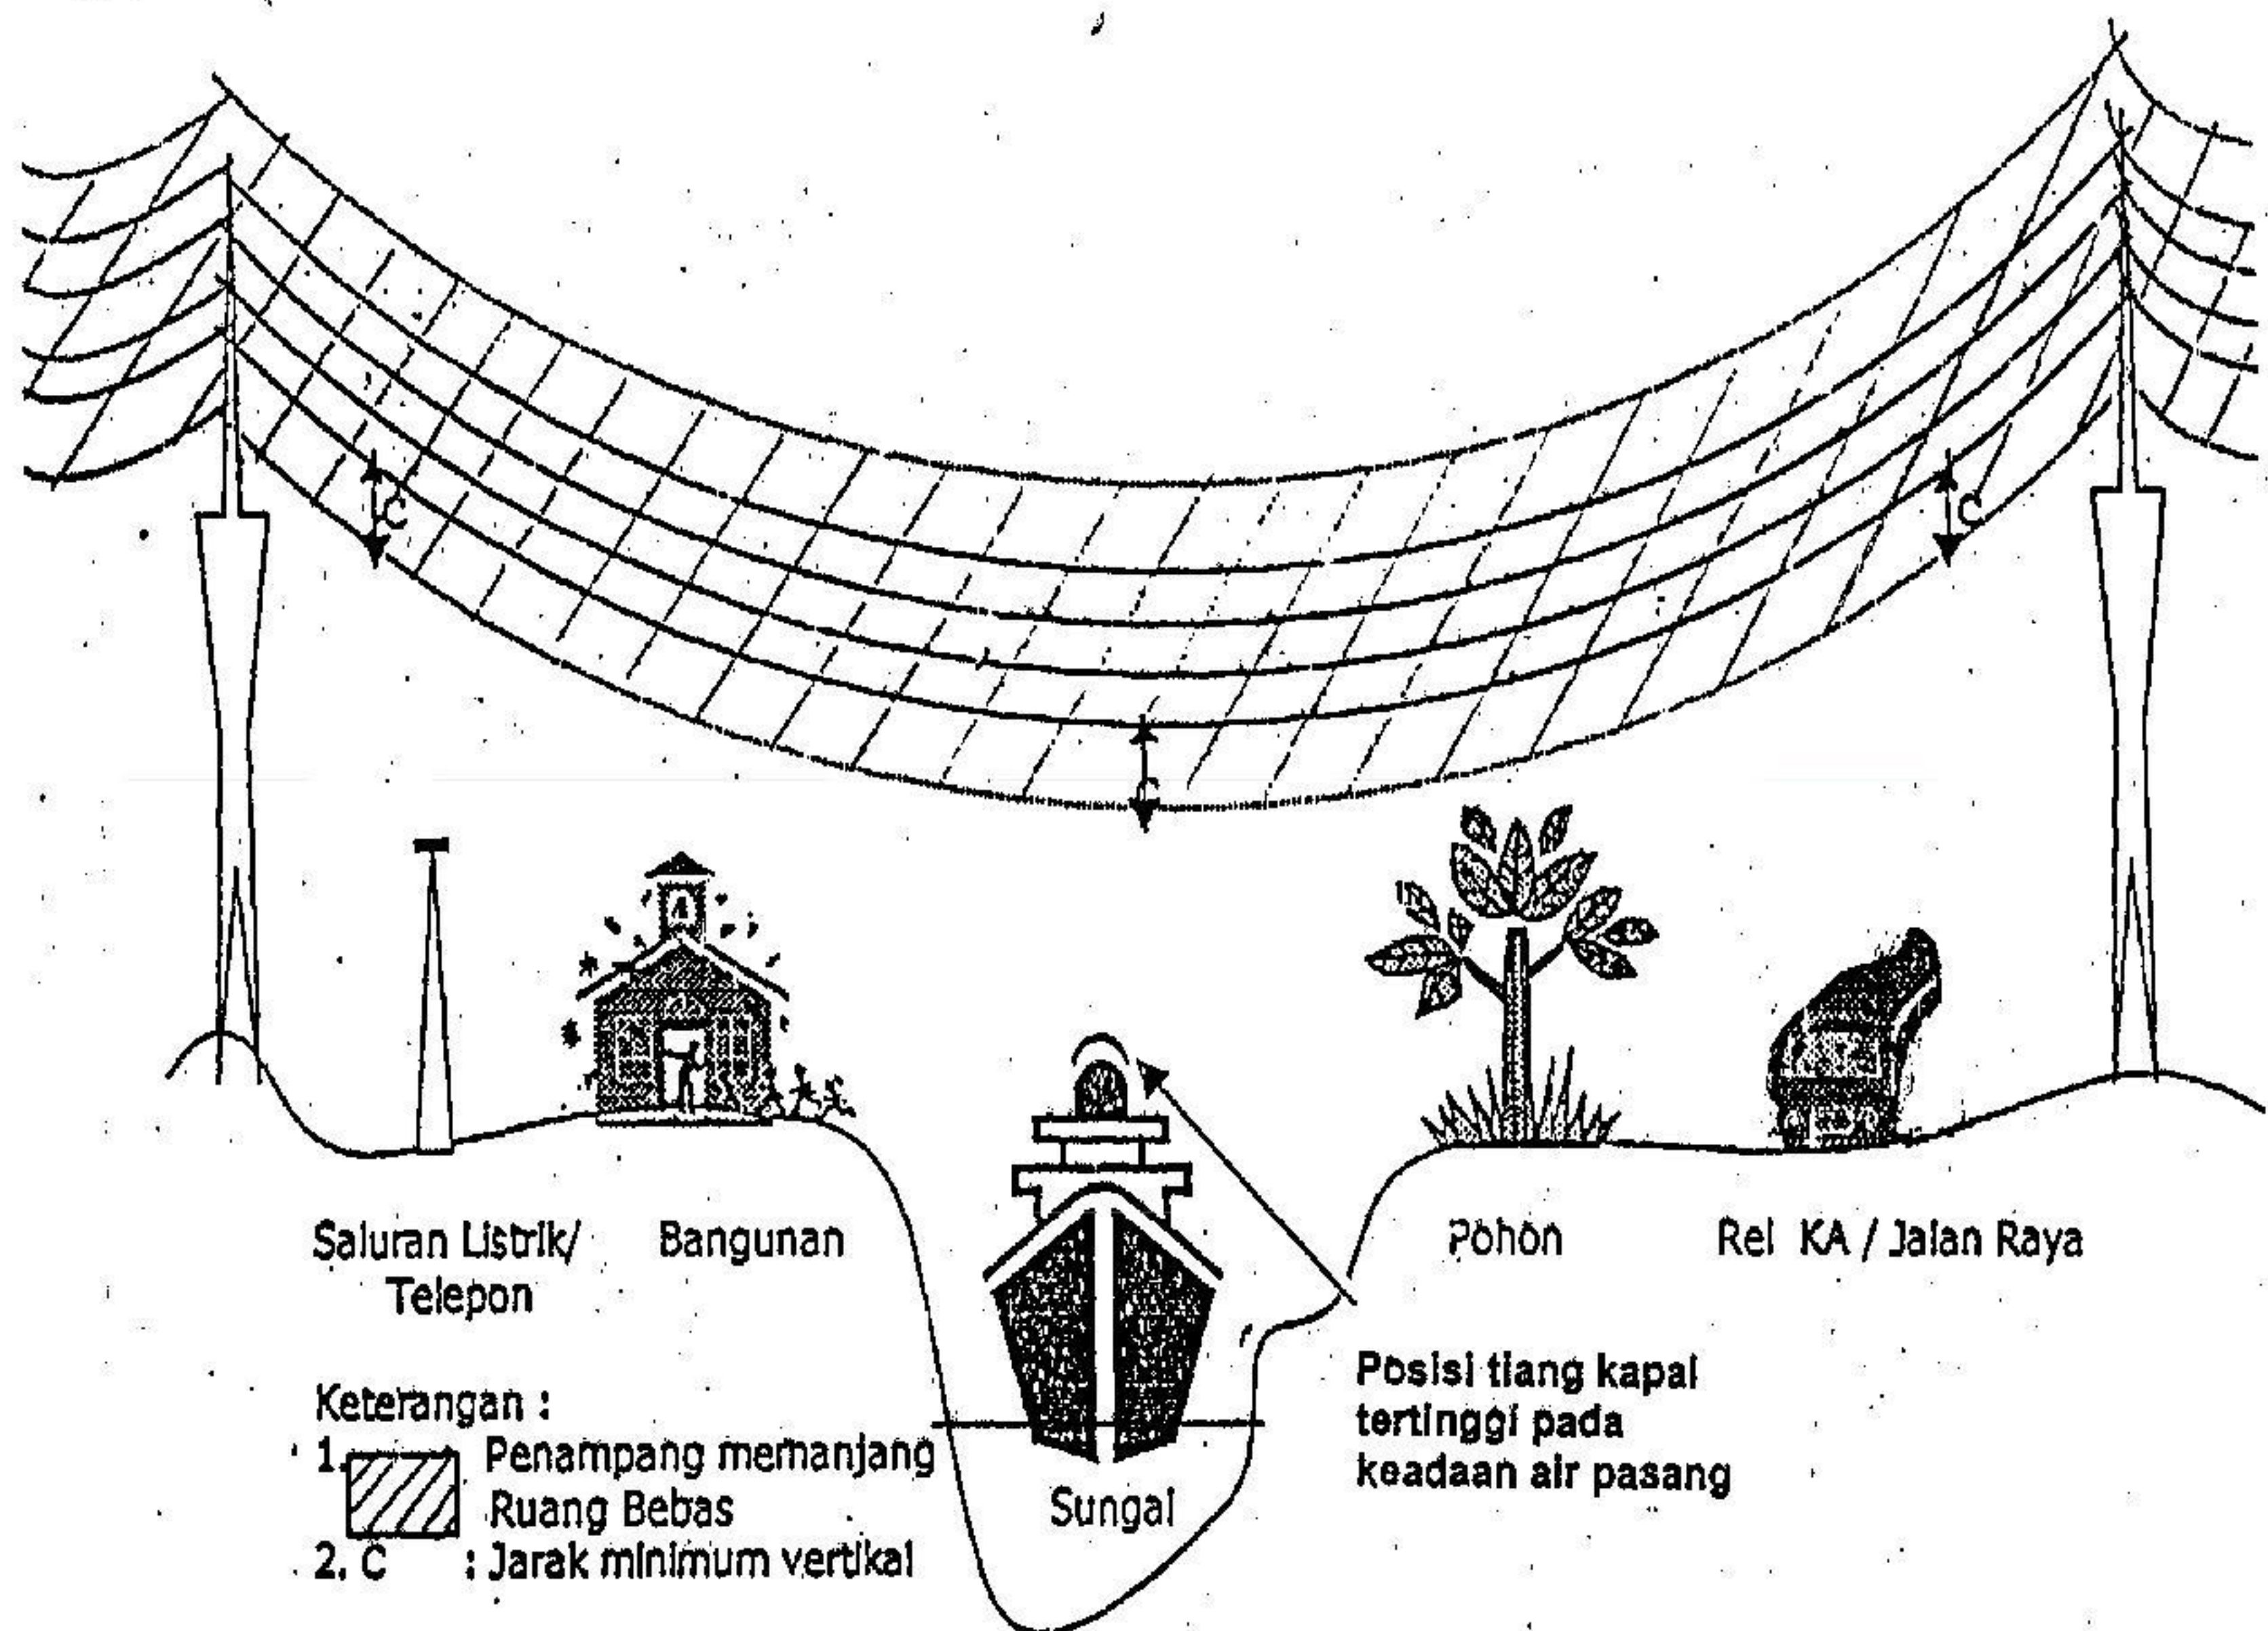 C
C
C
Saluran Listrik/
Telepon
Bangunan
Pohon
Rel KA / Jalan Raya
Posisi tiang kapal
tertinggi pada
keadaan air pasang
Sungai
Keterangan :
1. Penampang memanjang
Ruang Bebas
2. C : Jarak minimum vertikal